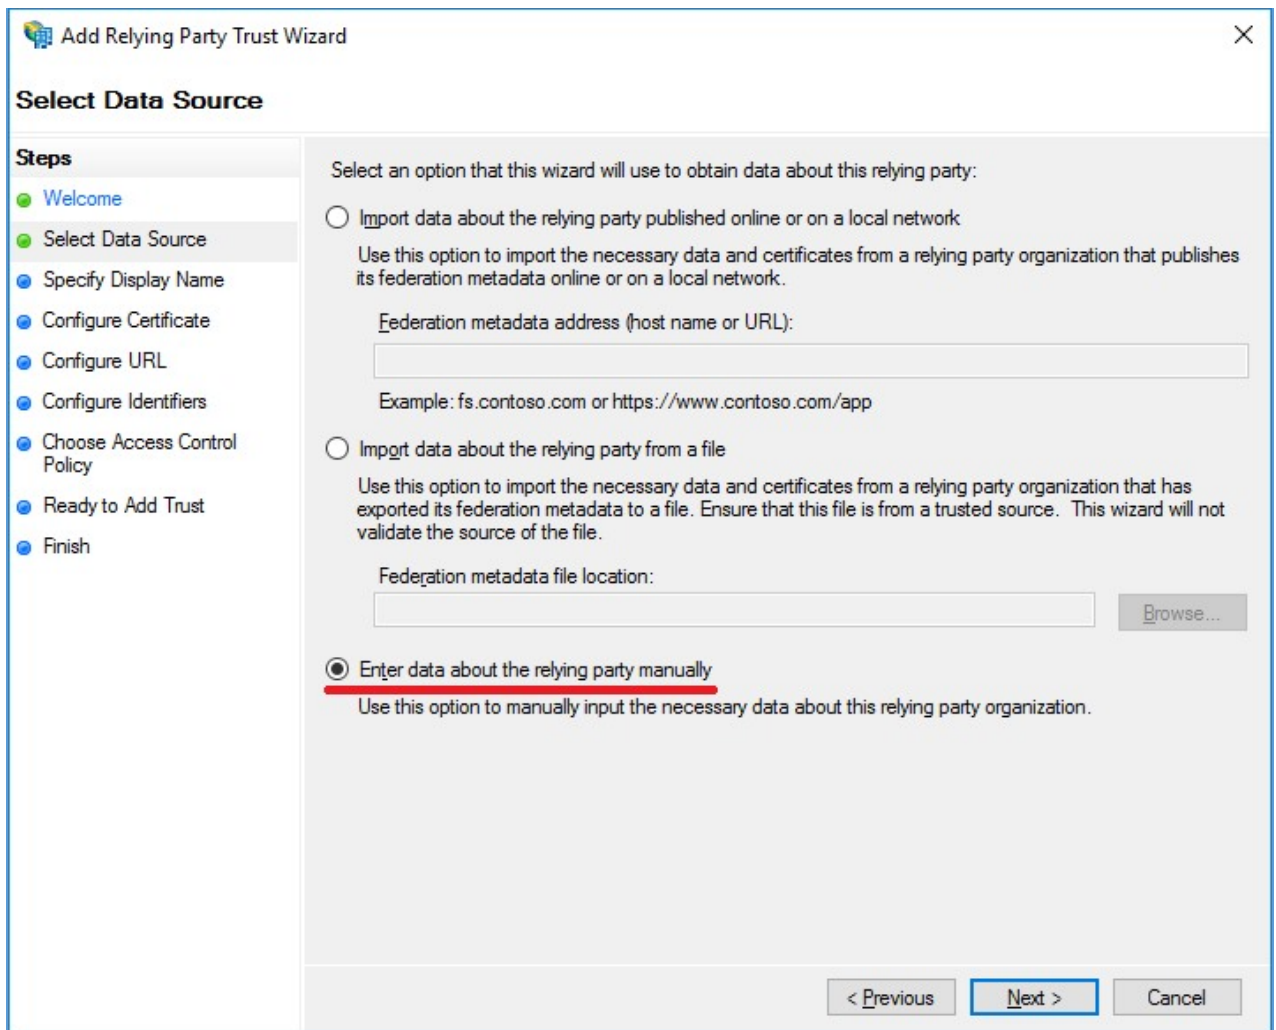 Add Relying Party Trust Wizard
Select Data Source
Steps
Welcome
Select Data Source
Specify Display Name
Configure Certificate
Configure URL
Configure Identifiers
Choose Access Control
Policy
Ready to Add Trust
Finish
Select an option that this wizard will use to obtain data about this relying party:
Import data about the relying party published online or on a local network
Use this option to import the necessary data and certificates from a relying party organization that publishes
its federation metadata online or on a local network.
Federation metadata address (host name or URL):
Example: fs.contoso.com or https://www.contoso.com/app
Import data about the relying party from a file
Use this option to import the necessary data and certificates from a relying party organization that has
exported its federation metadata to a file. Ensure that this file is from a trusted source.  This wizard will not
validate the source of the file.
Federation metadata file location:
Browse...
Enter data about the relying party manually
Use this option to manually input the necessary data about this relying party organization.
< Previous
Next >
Cancel